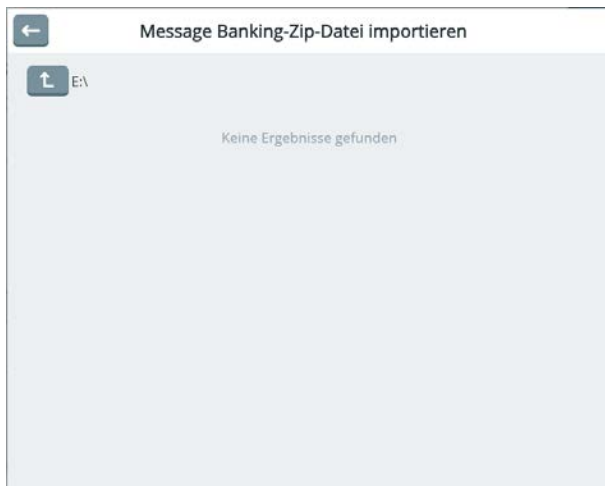 Message Banking-Zip-Datei importieren
E:\
Keine Ergebnisse gefunden